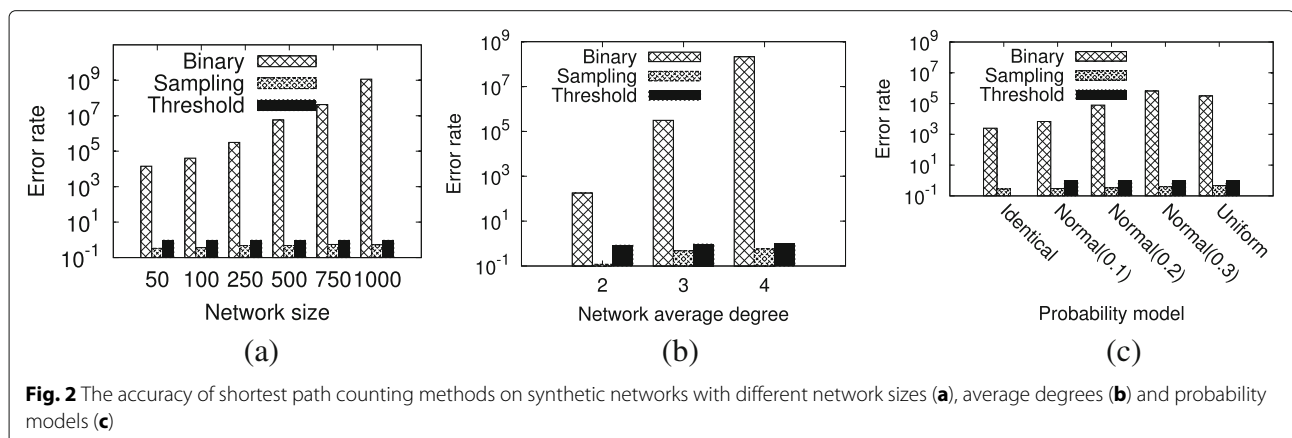 Error rate
10^9
10^7
10^5
10^3
10^1
10^-1
Binary
Sampling
Threshold
50 100 250 500 750 1000
Network size
(a)
Error rate
10^9
10^7
10^5
10^3
10^1
10^-1
Binary
Sampling
Threshold
2 3 4
Network average degree
(b)
Error rate
10^9
10^7
10^5
10^3
10^1
10^-1
Binary
Sampling
Threshold
Identical
Normal(0.1)
Normal(0.2)
Normal(0.3)
Uniform
Probability model
(c)
Fig. 2 The accuracy of shortest path counting methods on synthetic networks with different network sizes (a), average degrees (b) and probability
models (c)